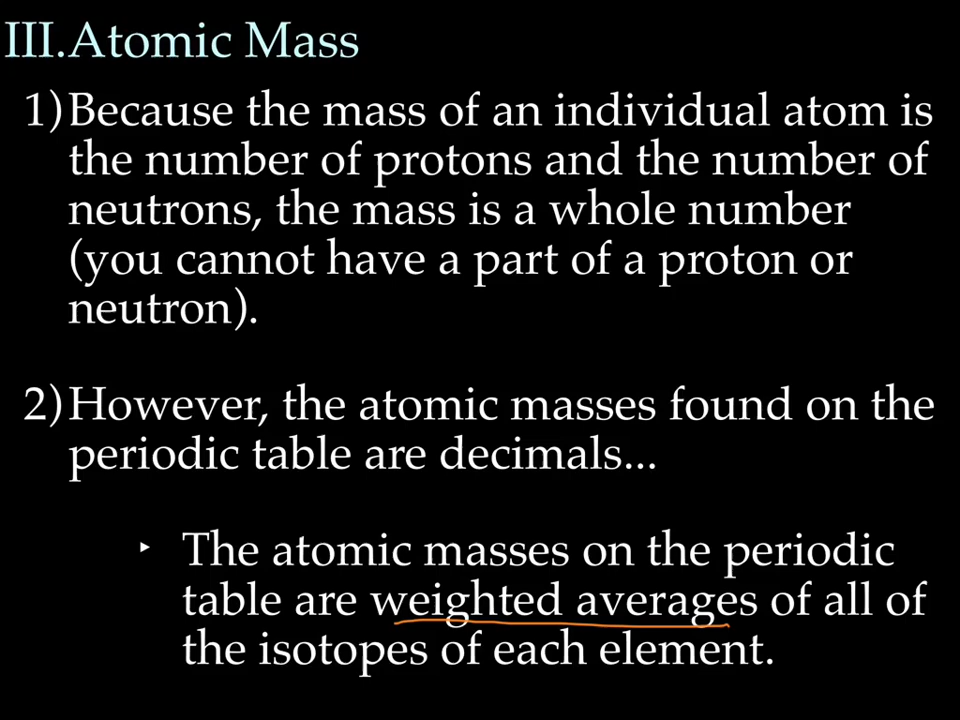 III.Atomic Mass
1) Because the mass of an individual atom is
the number of protons and the number of
neutrons, the mass is a whole number
(you cannot have a part of a proton or
neutron).
2) However, the atomic masses found on the
periodic table are decimals...
‣ The atomic masses on the periodic
table are weighted averages of all of
the isotopes of each element.